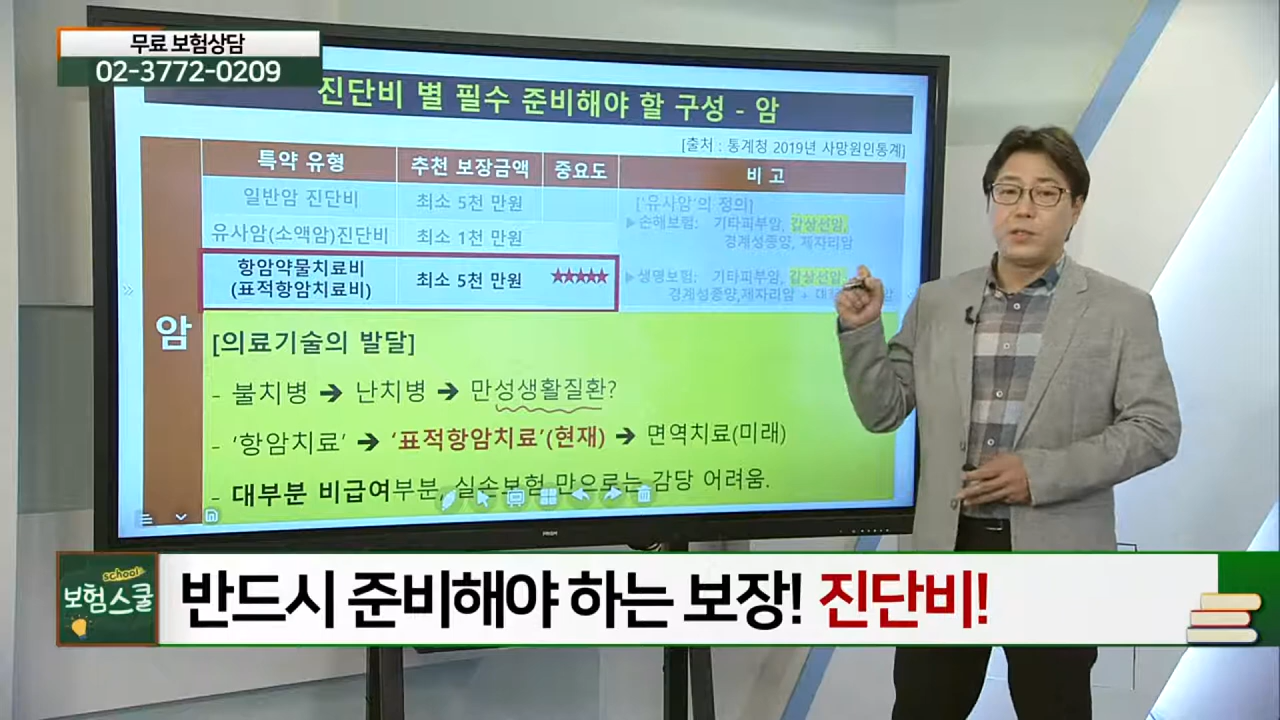 무료 보험상담
02-3772-0209
진단비 별 필수 준비해야 할 구성 - 암
[출처 : 통계청 2019년 사망원인통계]
특약 유형 추천 보장금액 중요도 비 고
일반암 진단비 최소 5천 만원
['유사암'의 정의]
▶손해보험: 기타피부암, 갑상선암,
경계성종양, 제자리암
유사암(소액암)진단비 최소 1천 만원
항암약물치료비
(표적항암치료비) 최소 5천 만원 ★★★★★
▶생명보험: 기타피부암, 갑상선암,
경계성종양,제자리암 + 암
암
[의료기술의 발달]
- 불치병 ➔ 난치병 ➔ 만성생활질환?
- '항암치료' ➔ '표적항암치료'(현재) ➔ 면역치료(미래)
- 대부분 비급여부분, 실손보험 만으로는 감당 어려움.
school
보험스쿨
반드시 준비해야 하는 보장! 진단비!